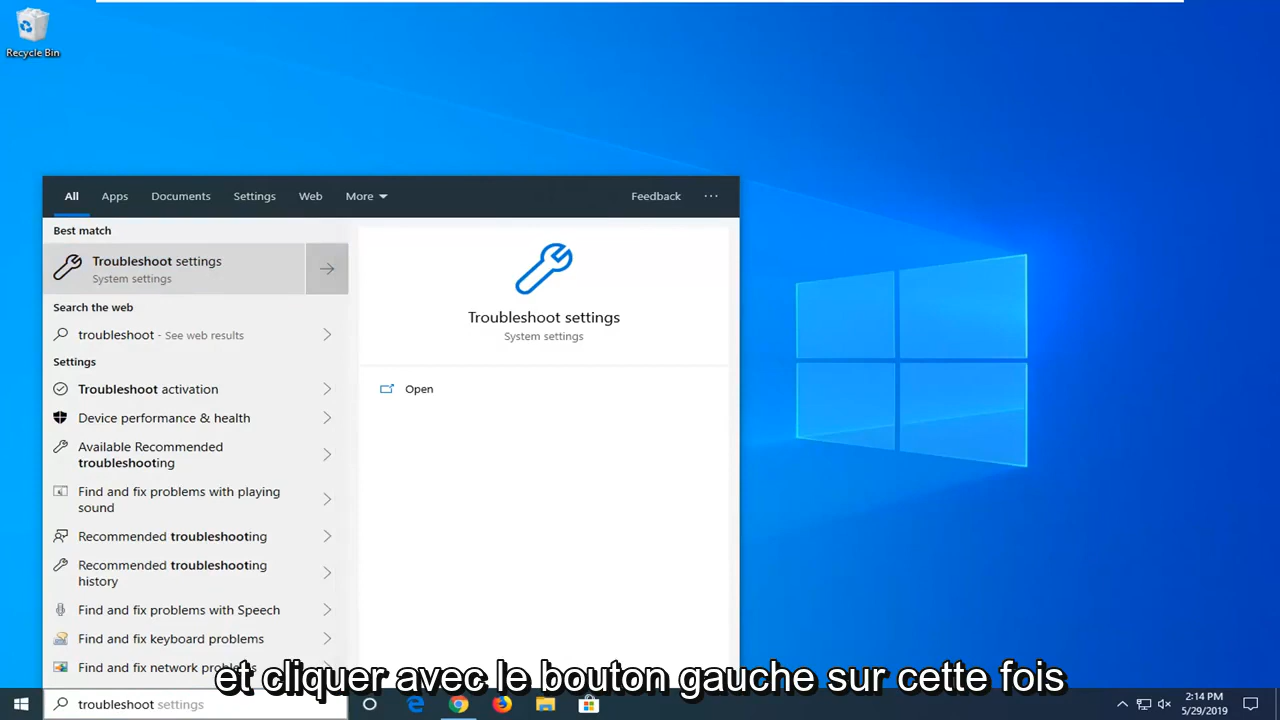 Recycle Bin
All Apps Documents Settings Web More Feedback ...
Best match
Troubleshoot settings
System settings
Search the web
troubleshoot - See web results
Settings
Troubleshoot activation
Device performance & health
Available Recommended
troubleshooting
Find and fix problems with playing
sound
Recommended troubleshooting
Recommended troubleshooting
history
Find and fix problems with Speech
Find and fix keyboard problems
Find and fix network problems
Troubleshoot settings
System settings
Open
et cliquer avec le bouton gauche sur cette fois
troubleshoot settings
2:14 PM
5/29/2019